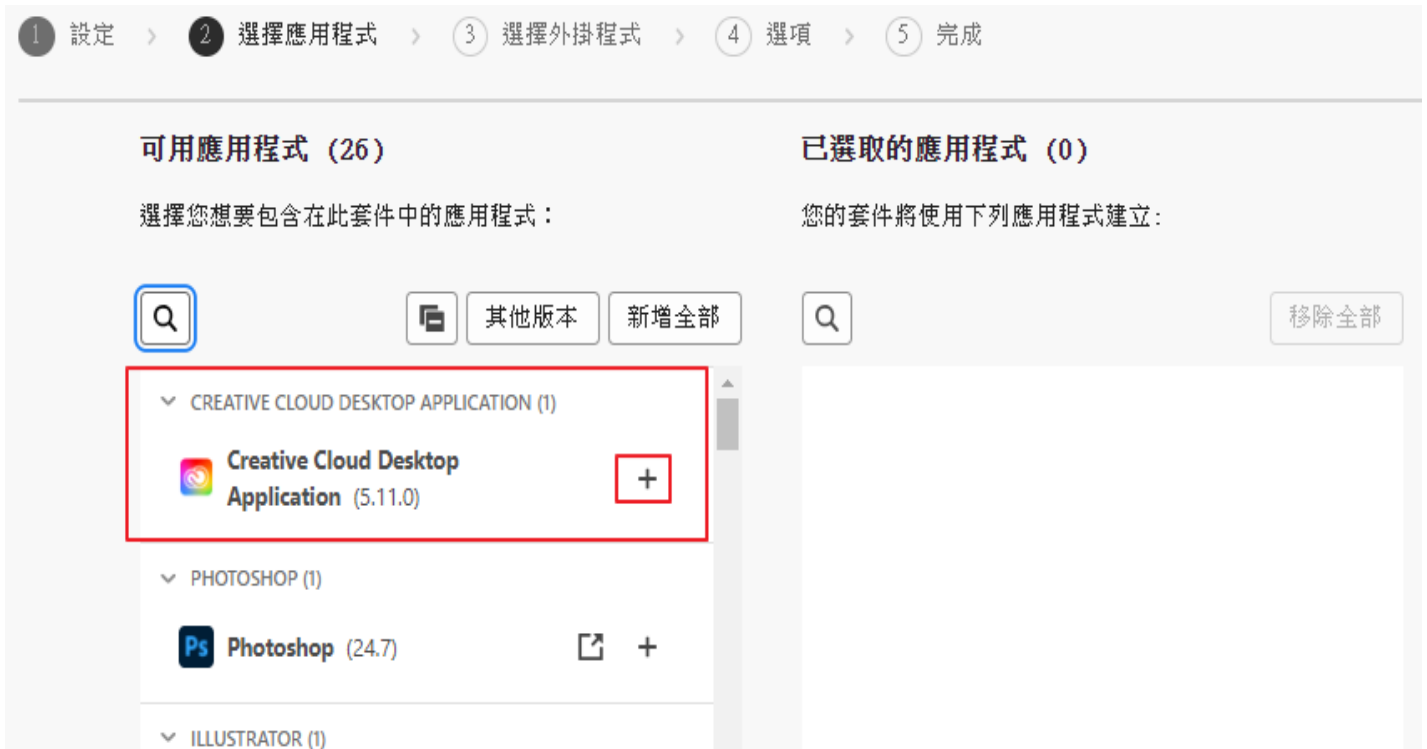 1 設定 > 2 選擇應用程式 > 3 選擇外掛程式 > 4 選項 > 5 完成
可用應用程式 (26)
選擇您想要包含在此套件中的應用程式：
其他版本 新增全部
CREATIVE CLOUD DESKTOP APPLICATION (1)
Creative Cloud Desktop
Application (5.11.0)
+
PHOTOSHOP (1)
Ps Photoshop (24.7) +
ILLUSTRATOR (1)
已選取的應用程式 (0)
您的套件將使用下列應用程式建立:
移除全部